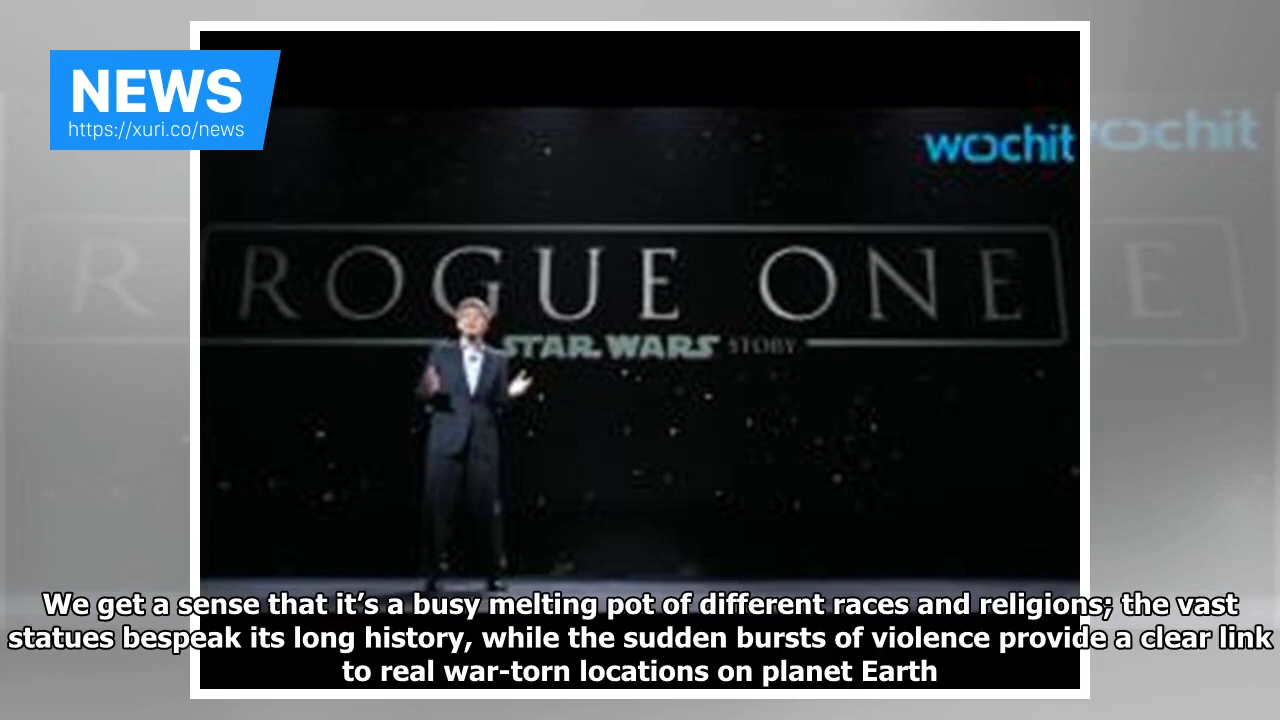 NEWS
https://xuri.co/news
wochit
wochit
R ROGUE ONE E
STAR WARS STORY
We get a sense that it’s a busy melting pot of different races and religions; the vast
statues bespeak its long history, while the sudden bursts of violence provide a clear link
to real war-torn locations on planet Earth